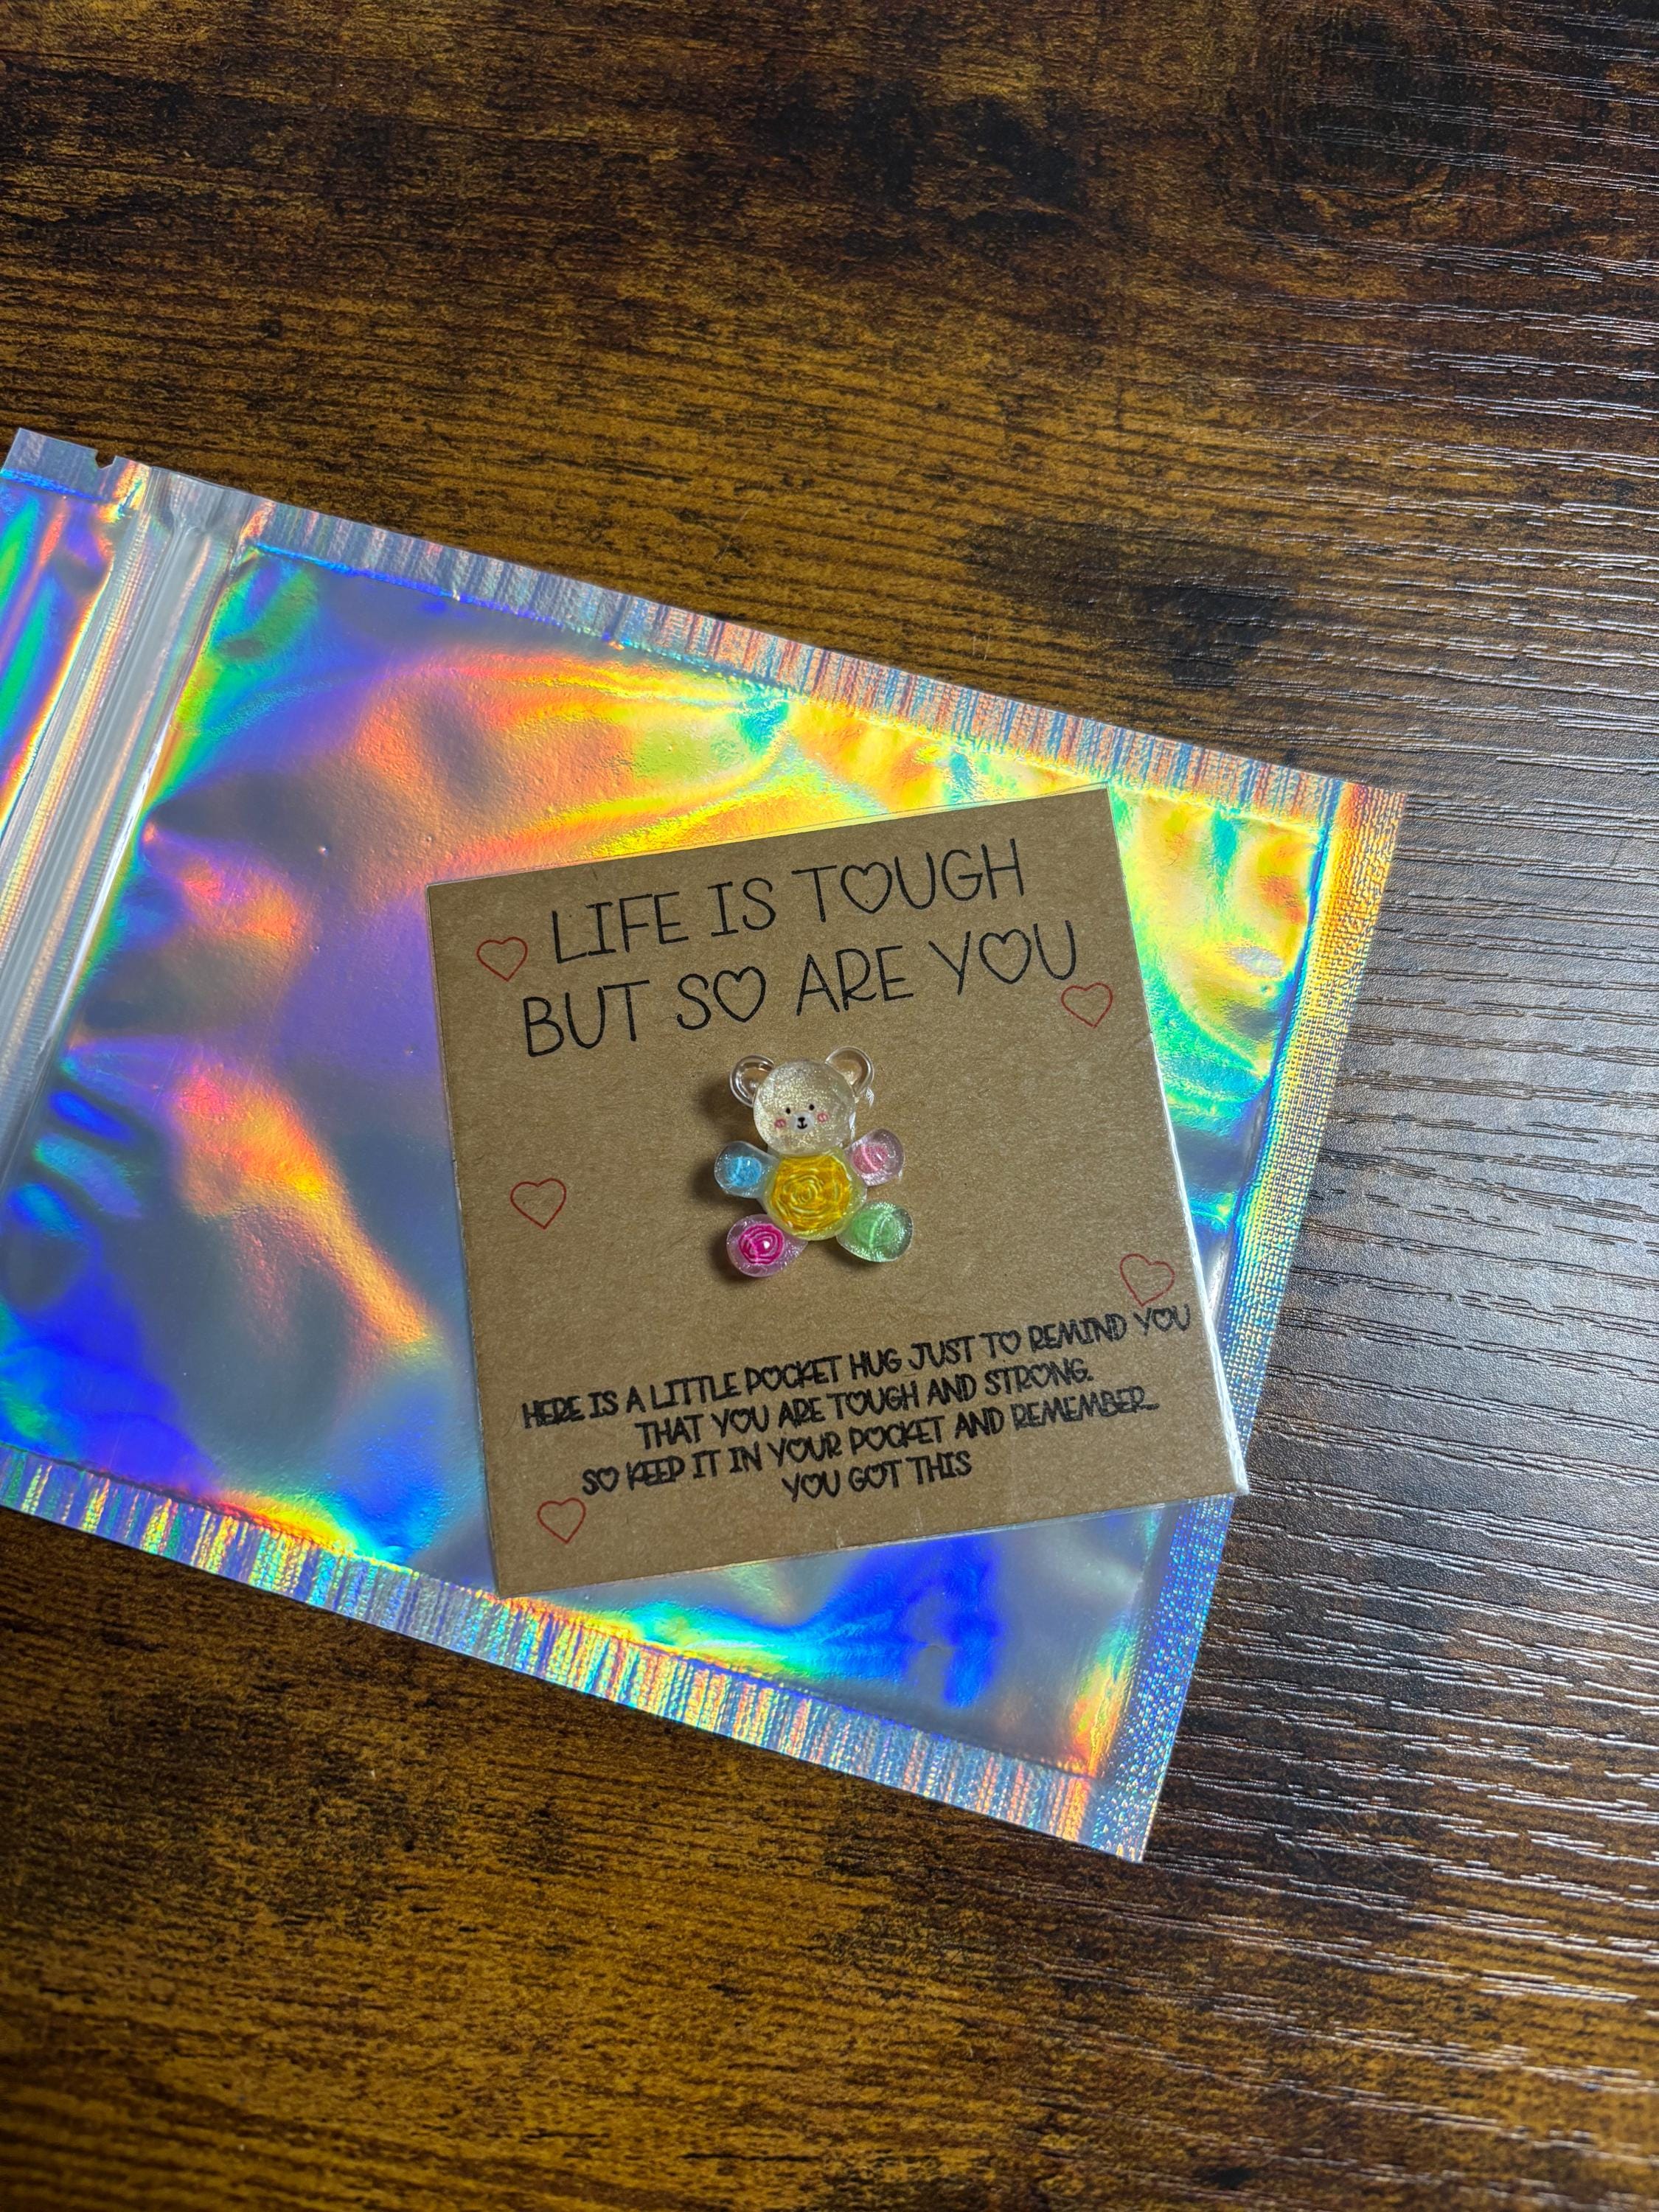 LIFE IS TOUGH
BUT SO ARE YOU
HERE IS A LITTLE POCKET HUG JUST TO REMIND YOU
THAT YOU ARE TOUGH AND STRONG.
SO KEEP IT IN YOUR POCKET AND REMEMBER...
YOU GOT THIS